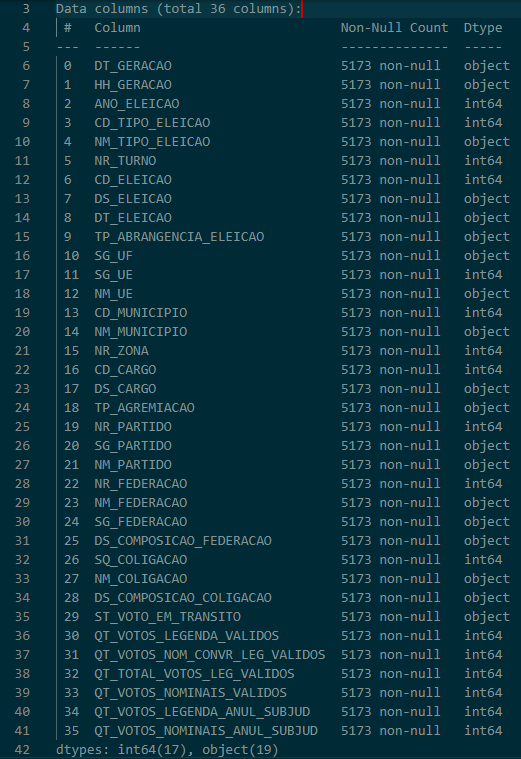 3 Data columns (total 36 columns):
4 # Column Non-Null Count Dtype
5 --- ------ -------------- -----
6 0 DT_GERACAO 5173 non-null object
7 1 HH_GERACAO 5173 non-null object
8 2 ANO_ELEICAO 5173 non-null int64
9 3 CD_TIPO_ELEICAO 5173 non-null int64
10 4 NM_TIPO_ELEICAO 5173 non-null object
11 5 NR_TURNO 5173 non-null int64
12 6 CD_ELEICAO 5173 non-null int64
13 7 DS_ELEICAO 5173 non-null object
14 8 DT_ELEICAO 5173 non-null object
15 9 TP_ABRANGENCIA_ELEICAO 5173 non-null object
16 10 SG_UF 5173 non-null object
17 11 SG_UE 5173 non-null int64
18 12 NM_UE 5173 non-null object
19 13 CD_MUNICIPIO 5173 non-null int64
20 14 NM_MUNICIPIO 5173 non-null object
21 15 NR_ZONA 5173 non-null int64
22 16 CD_CARGO 5173 non-null int64
23 17 DS_CARGO 5173 non-null object
24 18 TP_AGREMIACAO 5173 non-null object
25 19 NR_PARTIDO 5173 non-null int64
26 20 SG_PARTIDO 5173 non-null object
27 21 NM_PARTIDO 5173 non-null object
28 22 NR_FEDERACAO 5173 non-null int64
29 23 NM_FEDERACAO 5173 non-null object
30 24 SG_FEDERACAO 5173 non-null object
31 25 DS_COMPOSICAO_FEDERACAO 5173 non-null object
32 26 SQ_COLIGACAO 5173 non-null int64
33 27 NM_COLIGACAO 5173 non-null object
34 28 DS_COMPOSICAO_COLIGACAO 5173 non-null object
35 29 ST_VOTO_EM_TRANSITO 5173 non-null object
36 30 QT_VOTOS_LEGENDA_VALIDOS 5173 non-null int64
37 31 QT_VOTOS_NOM_CONVR_LEG_VALIDOS 5173 non-null int64
38 32 QT_TOTAL_VOTOS_LEG_VALIDOS 5173 non-null int64
39 33 QT_VOTOS_NOMINAIS_VALIDOS 5173 non-null int64
40 34 QT_VOTOS_LEGENDA_ANUL_SUBJUD 5173 non-null int64
41 35 QT_VOTOS_NOMINAIS_ANUL_SUBJUD 5173 non-null int64
42 dtypes: int64(17), object(19)